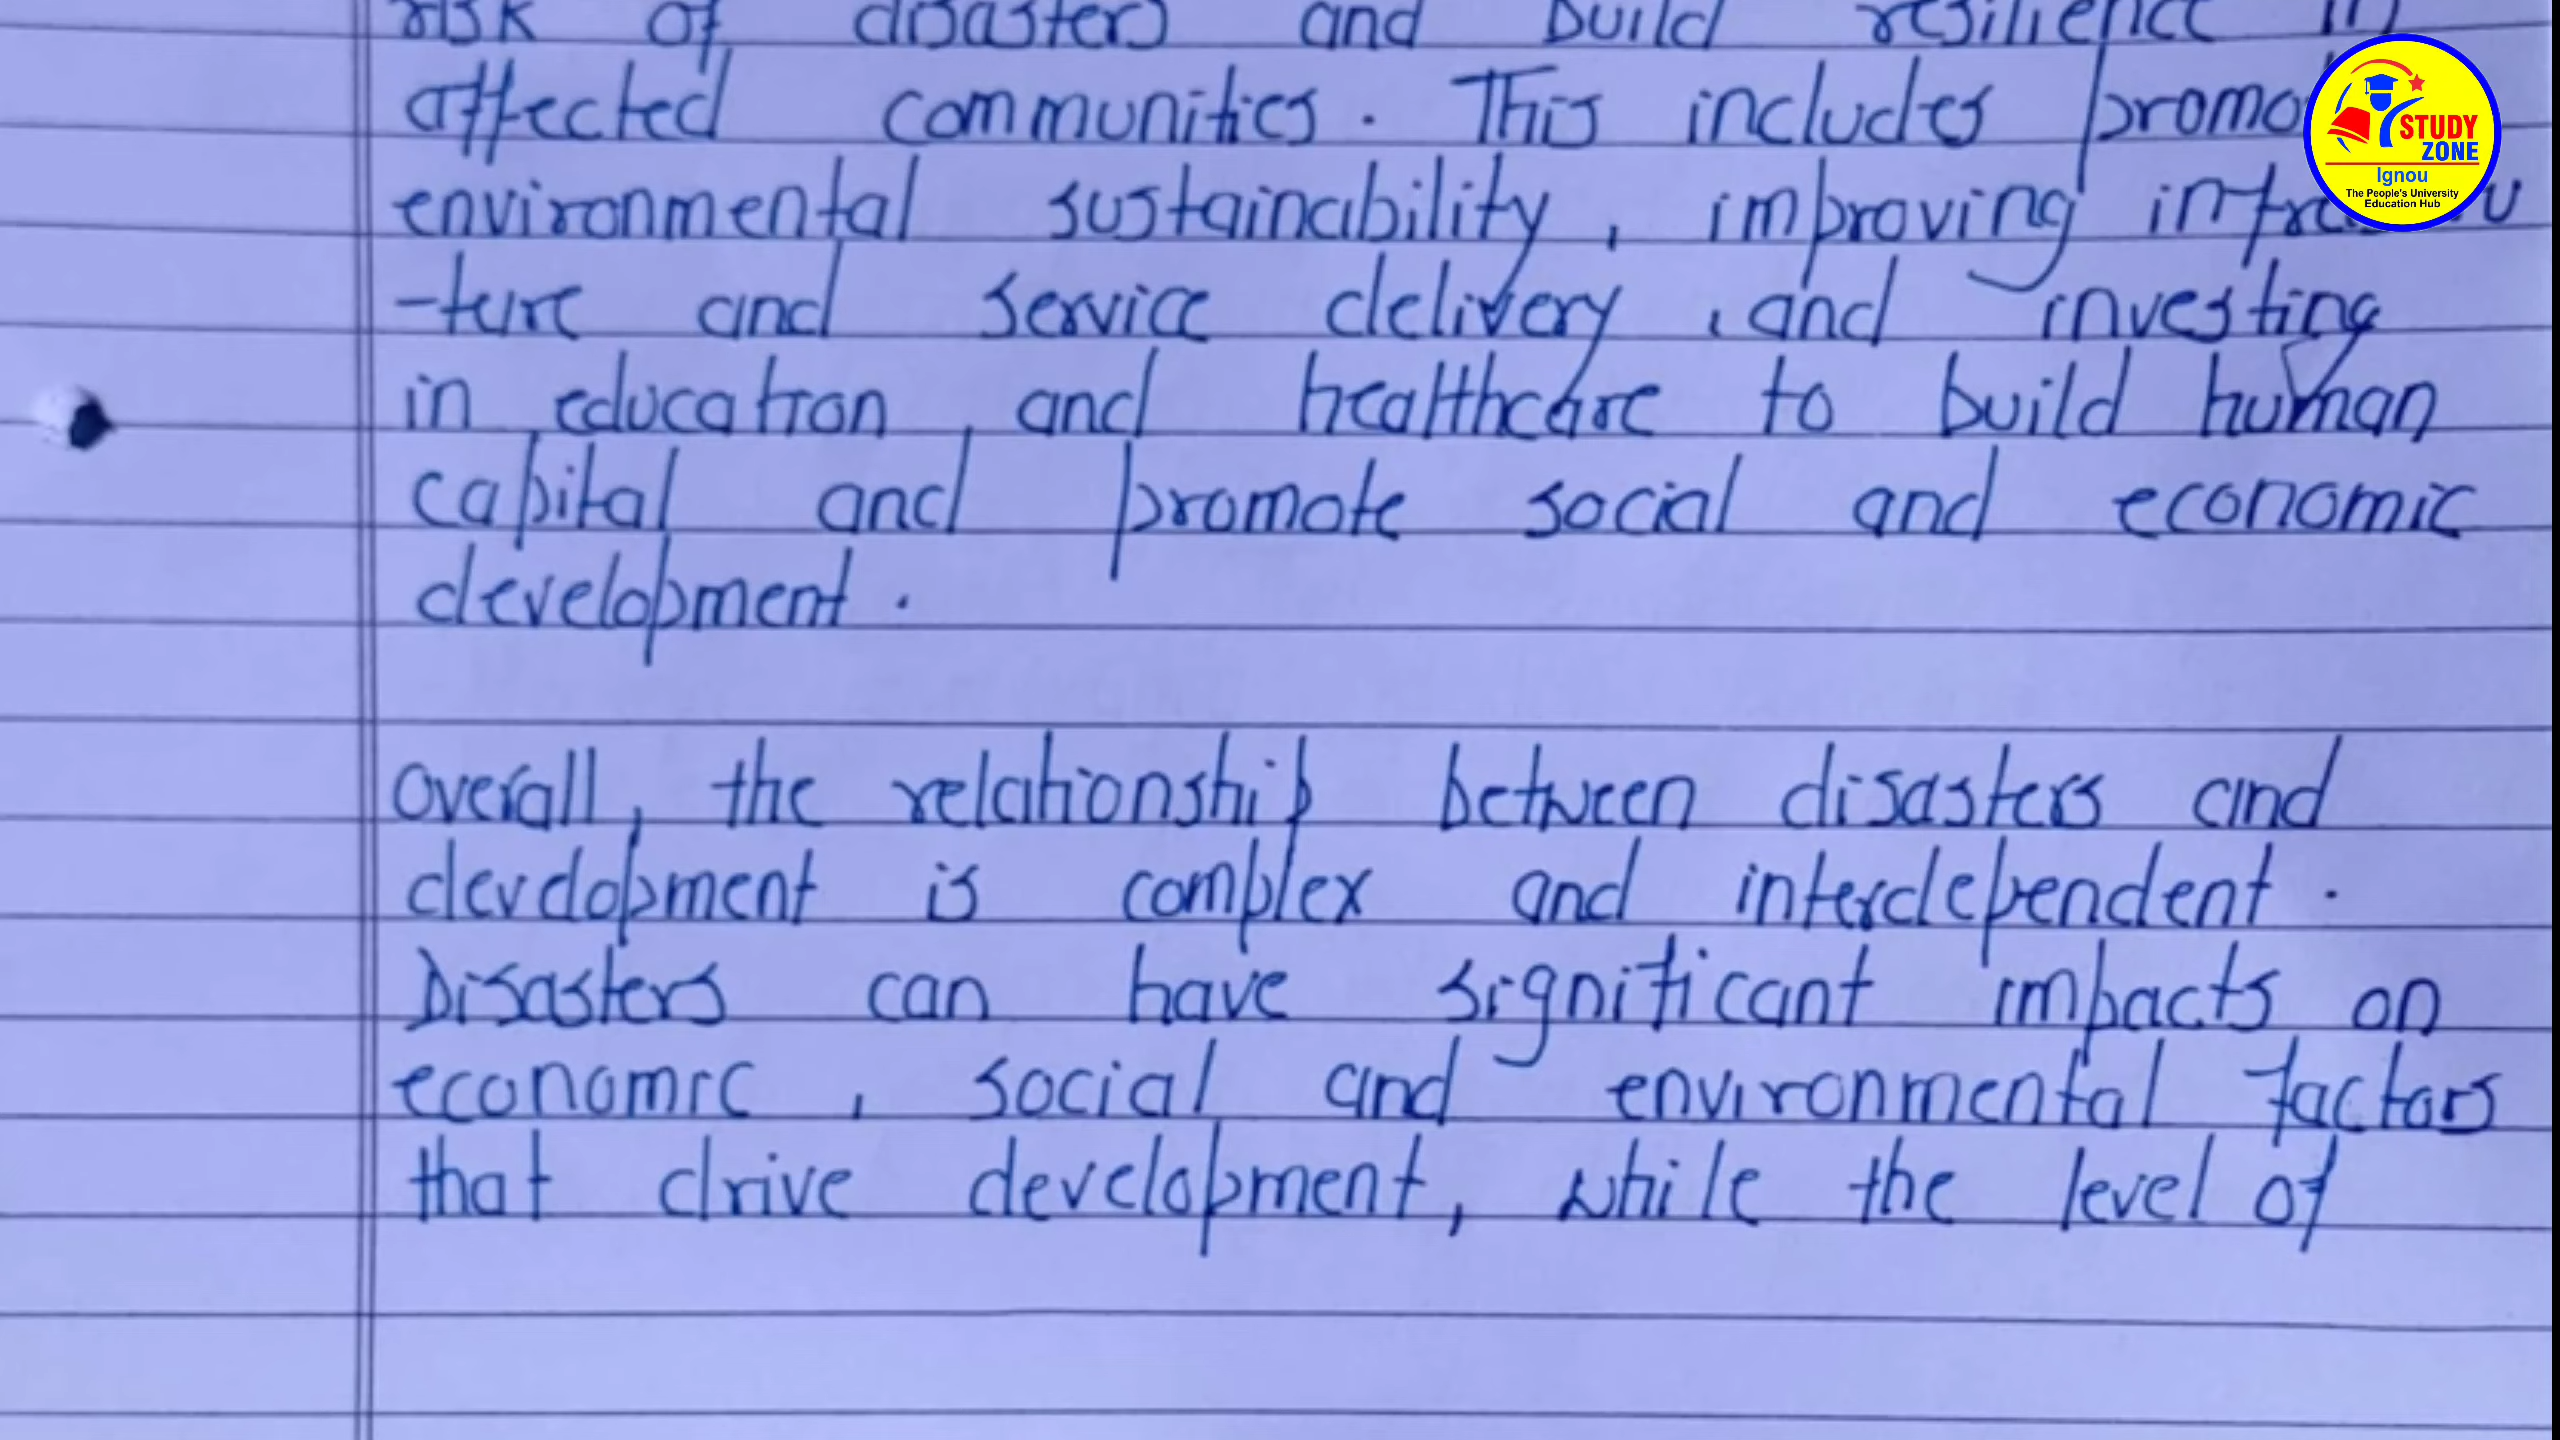 risk of disasters and build resilience in
affected communities. This includes
environmental sustainability, improving
-ture and service delivery, and investing
in education, and healthcare to build human
capital and promote social and economic
development.
Overall, the relationship between disasters and
development is complex and interdependent.
Disasters can have significant impacts on
economic, social and environmental factors
that drive development, while the level of
STUDY
ZONE
Ignou
The People's University
Education Hub